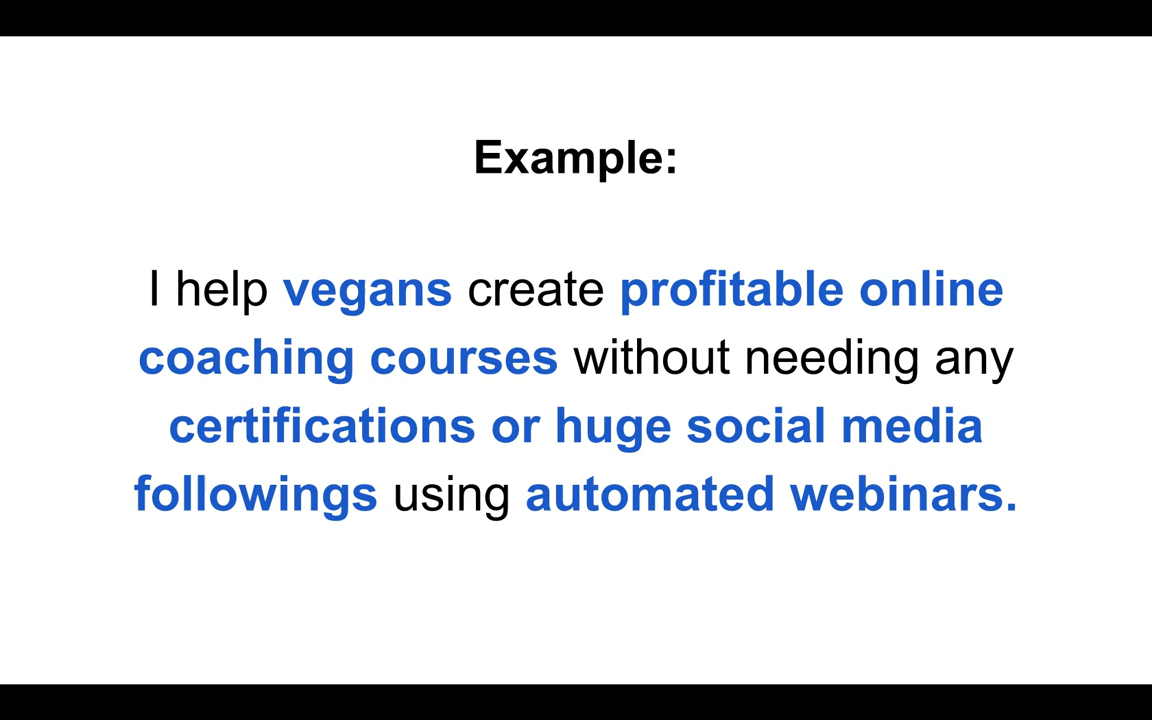 Example:
I help vegans create profitable online
coaching courses without needing any
certifications or huge social media
followings using automated webinars.